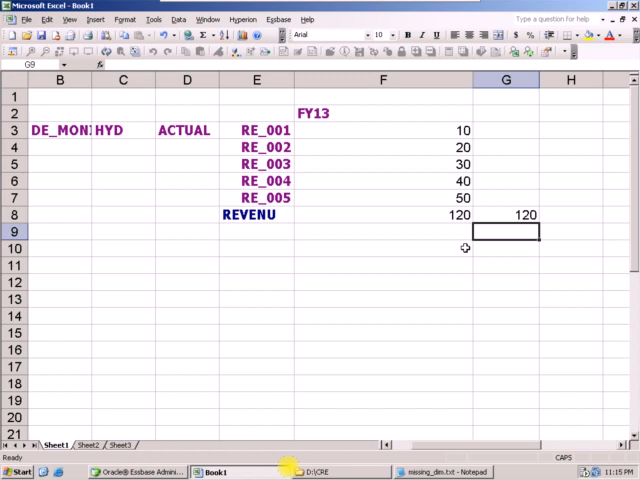 Microsoft Excel - Book1
File Edit View Insert Format Tools Data Window Hyperion Essbase Help Type a question for help
Arial 10 B I U $ %
G9 fx
B C D E F G H
1
2 FY13
3 DE_MON HYD ACTUAL RE_001 10
4 RE_002 20
5 RE_003 30
6 RE_004 40
7 RE_005 50
8 REVENU 120 120
9
10
11
12
13
14
15
16
17
18
19
20
21
Sheet1 Sheet2 Sheet3
Ready CAPS
Start Oracle® Essbase Admini... Book1 D:\CRE missing_dim.txt - Notepad 11:15 PM